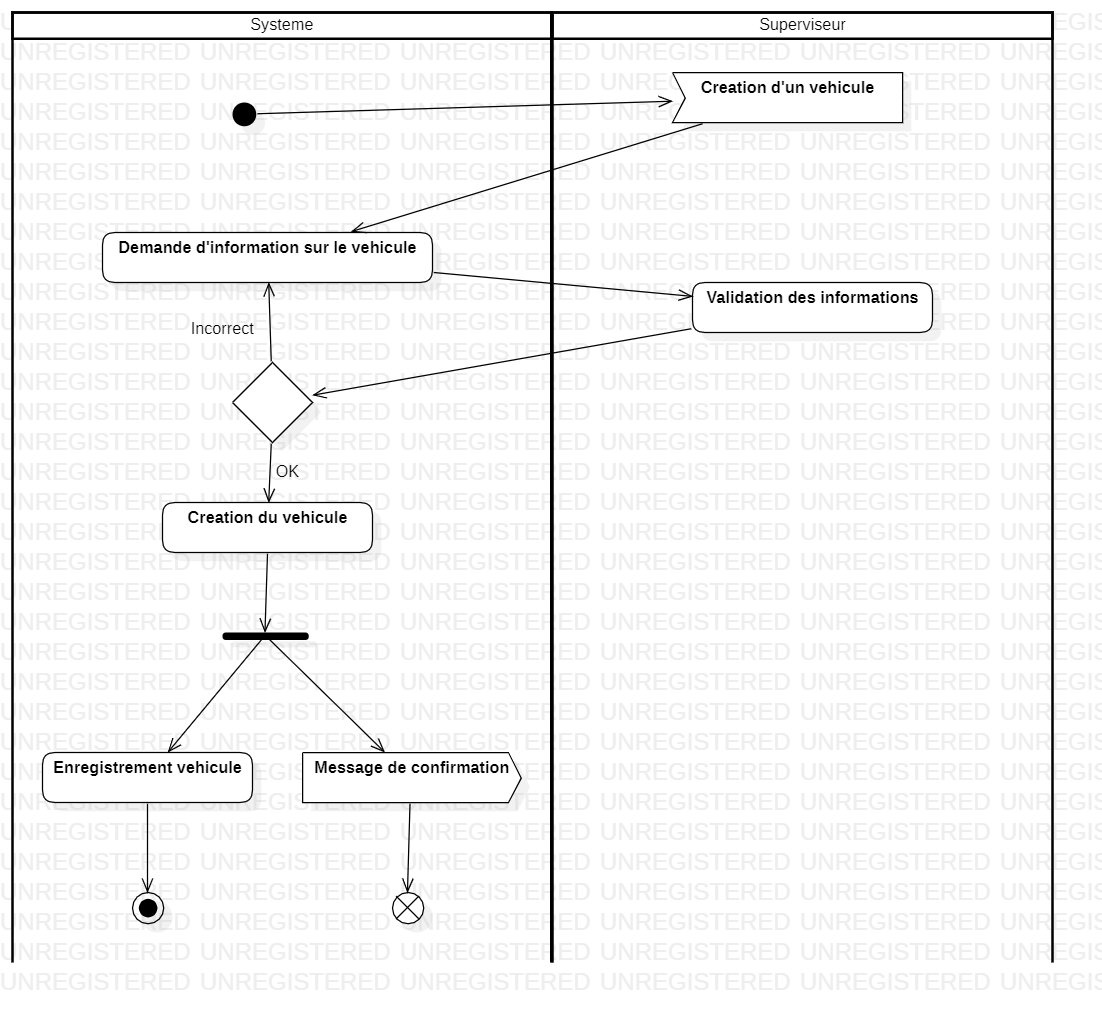 Systeme
Superviseur
Creation d'un vehicule
Demande d'information sur le vehicule
Validation des informations
Incorrect
OK
Creation du vehicule
Enregistrement vehicule
Message de confirmation
UNREGISTERED